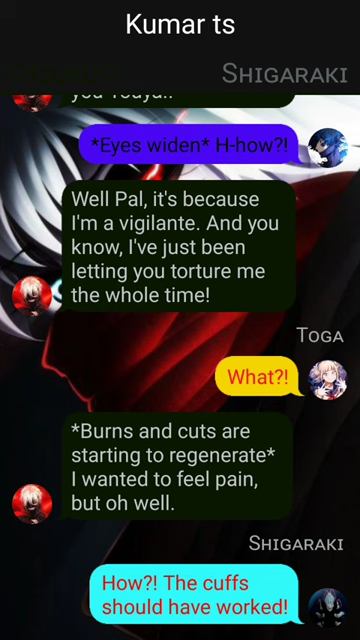 Kumar ts
SHIGARAKI
*Eyes widen* H-how?!
Well Pal, it's because
I'm a vigilante. And you
know, I've just been
letting you torture me
the whole time!
TOGA
What?!
*Burns and cuts are
starting to regenerate*
I wanted to feel pain,
but oh well.
SHIGARAKI
How?! The cuffs
should have worked!